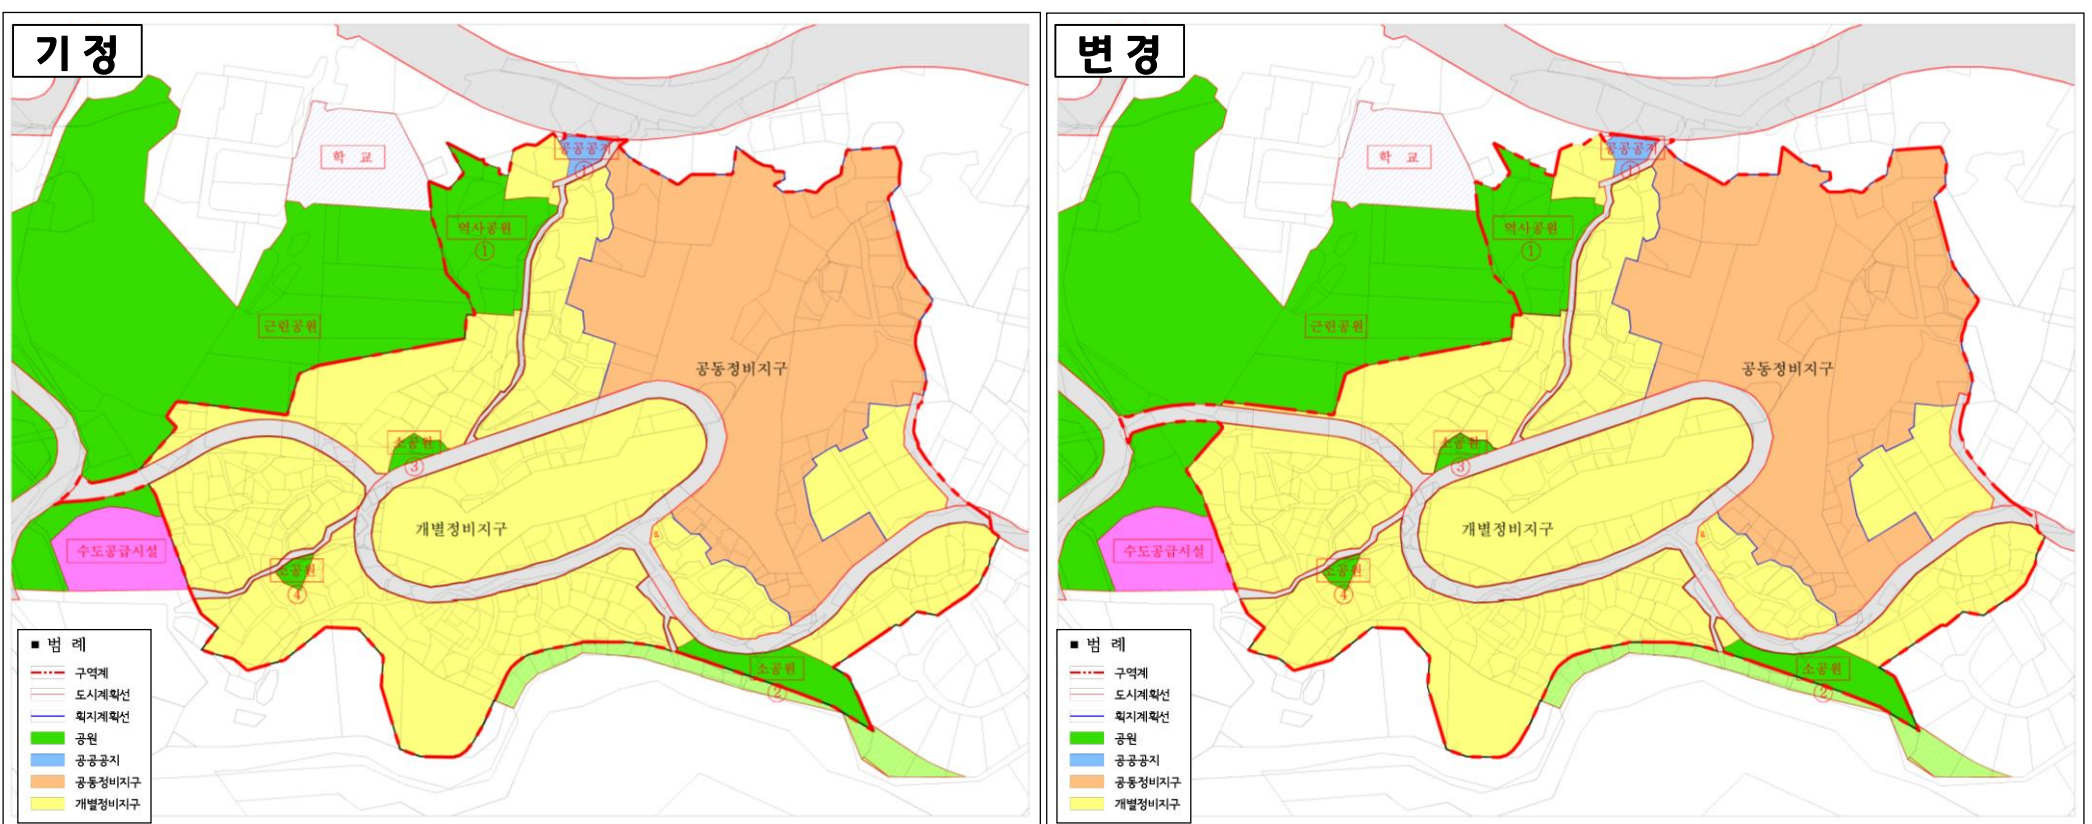 기 정
학 교
공공공지
①
역사공원
①
근린공원
공동정비지구
소공원
③
개별정비지구
수도공급시설
소공원
④
소공원
②
■ 범 례
구역계
도시계획선
획지계획선
공원
공공공지
공동정비지구
개별정비지구
변 경
학 교
공공공지
①
역사공원
①
근린공원
공동정비지구
소공원
③
개별정비지구
수도공급시설
소공원
④
소공원
②
■ 범 례
구역계
도시계획선
획지계획선
공원
공공공지
공동정비지구
개별정비지구